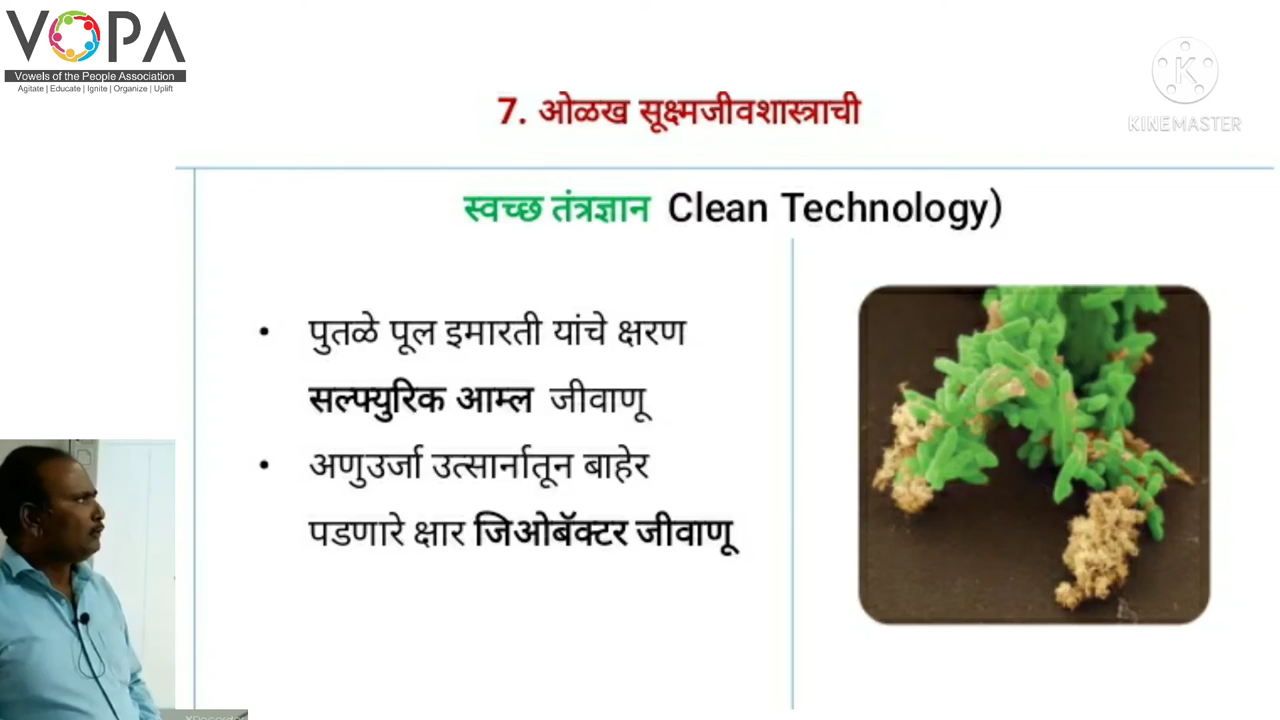 VOPA
Vowels of the People Association
Agitate | Educate | Ignite | Organize | Uplift
KINEMASTER
7. ओळख सूक्ष्मजीवशास्त्राची
स्वच्छ तंत्रज्ञान Clean Technology)
• पुतळे पूल इमारती यांचे क्षरण
सल्फ्युरिक आम्ल जीवाणू
• अणुउर्जा उत्सार्नातून बाहेर
पडणारे क्षार जिओबॅक्टर जीवाणू